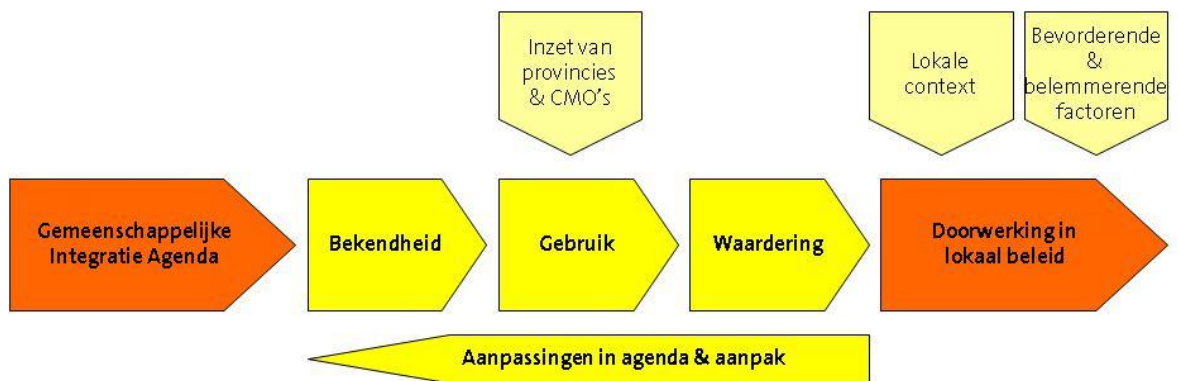 Inzet van
provincies
& CMO's
Lokale
context
Bevorderende
&
belemmerende
factoren
Gemeenschappelijke
Integratie Agenda
Bekendheid
Gebruik
Waardering
Doorwerking in
lokaal beleid
Aanpassingen in agenda & aanpak